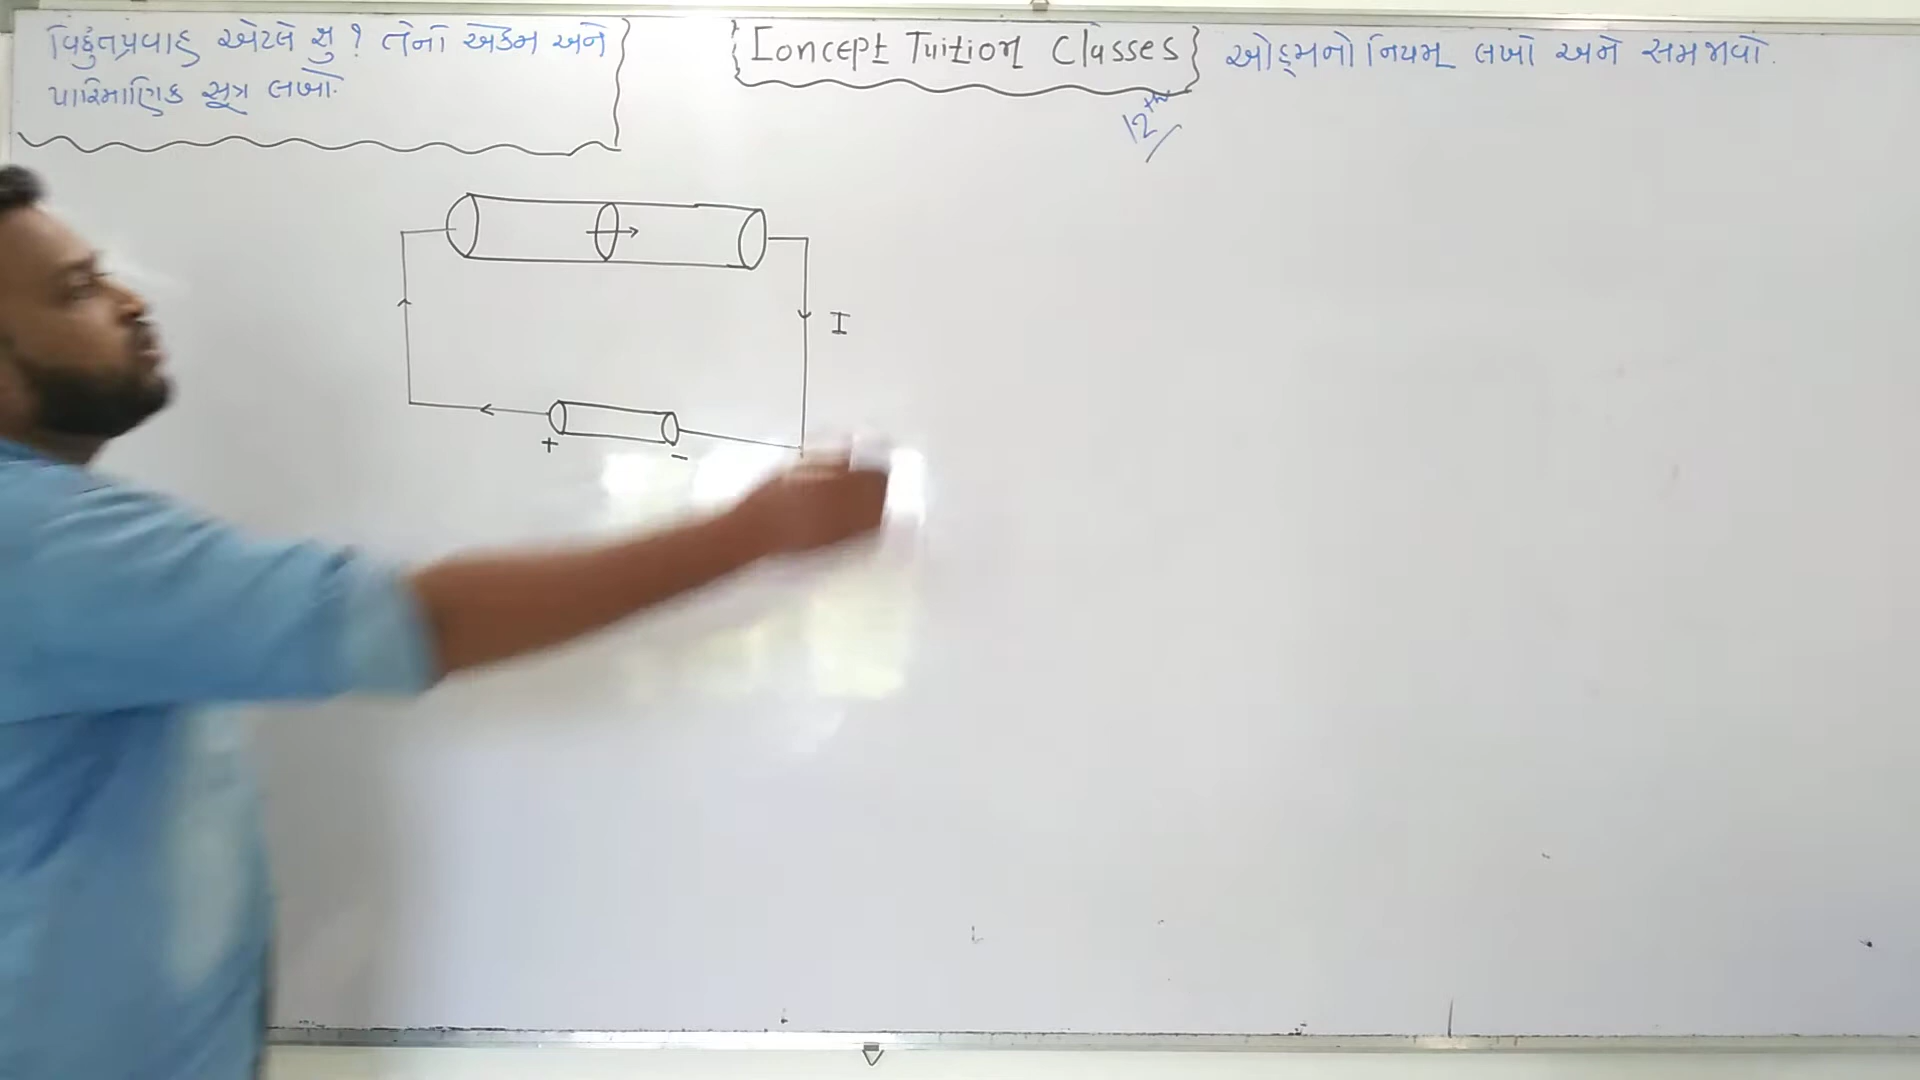 વિદ્યુતપ્રવાહ એટલે શુ ? તેનો એકમ અને
પારિમાણિક સૂત્ર લખો.
Concept Tuition Classes
12th
ઓહ્મનો નિયમ લખો અને સમજાવો.
I
+ -